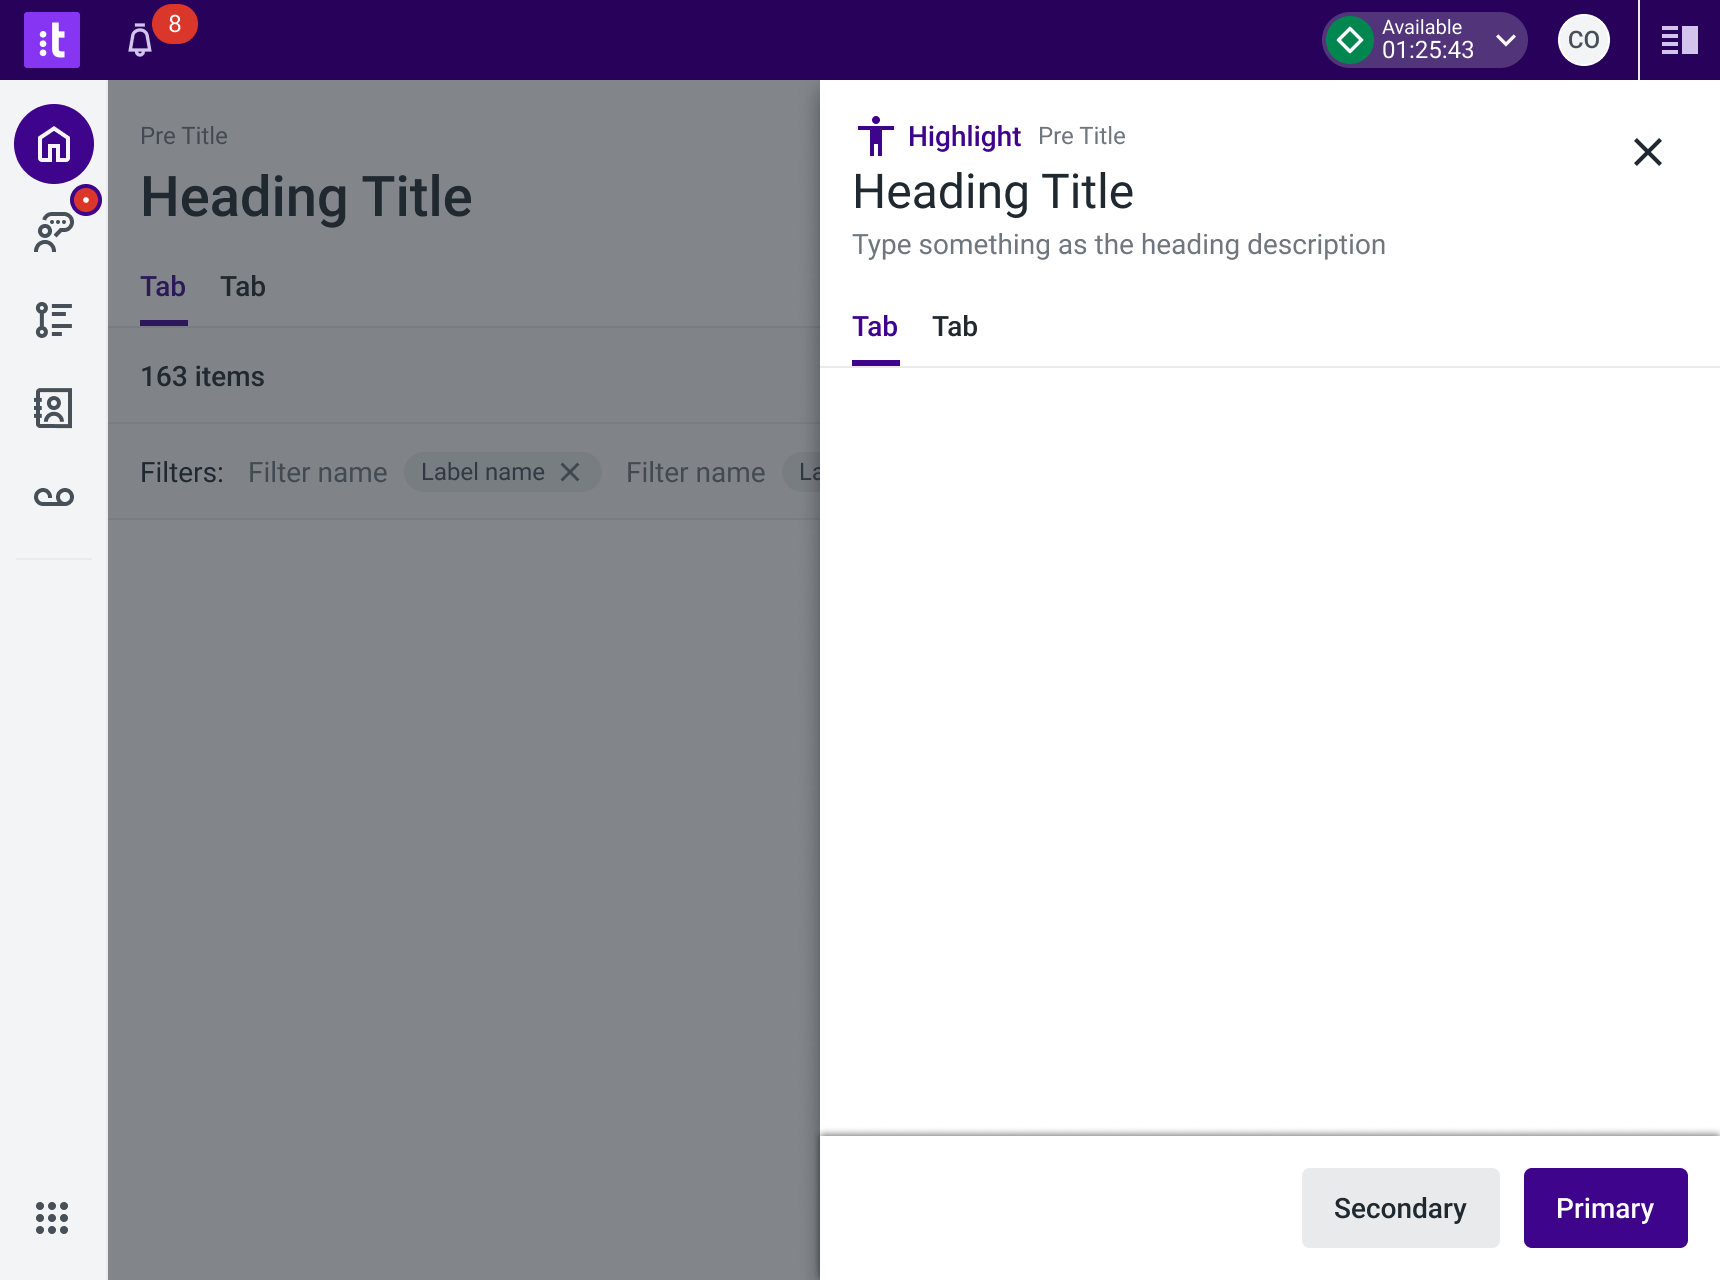 :t
8
Available
01:25:43
CO
Pre Title
Heading Title
Tab Tab
163 items
Filters: Filter name Label name Filter name La
Highlight Pre Title
Heading Title
Type something as the heading description
Tab Tab
Secondary Primary